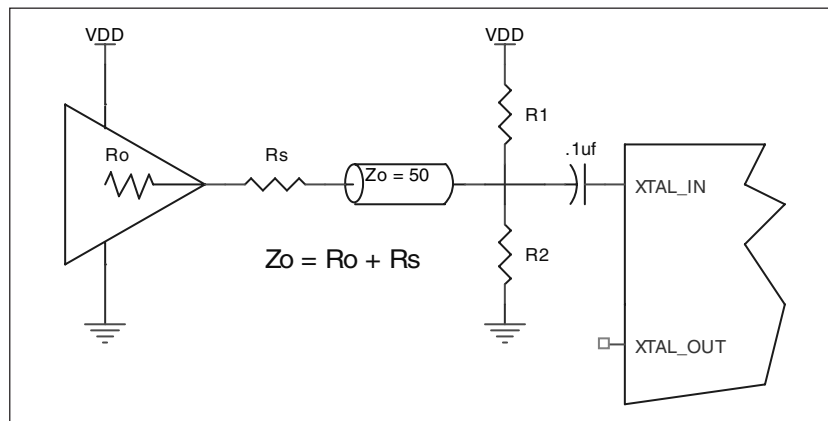 VDD
VDD
R1
Ro
Rs
Zo = 50
.1uf
XTAL_IN
Zo = Ro + Rs
R2
XTAL_OUT